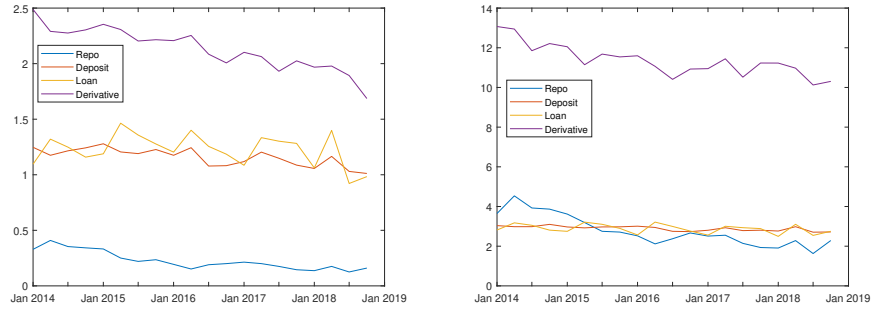 2.5
2
1.5
1
0.5
0
Repo
Deposit
Loan
Derivative
Jan 2014 Jan 2015 Jan 2016 Jan 2017 Jan 2018 Jan 2019
14
12
10
8
6
4
2
0
Repo
Deposit
Loan
Derivative
Jan 2014 Jan 2015 Jan 2016 Jan 2017 Jan 2018 Jan 2019